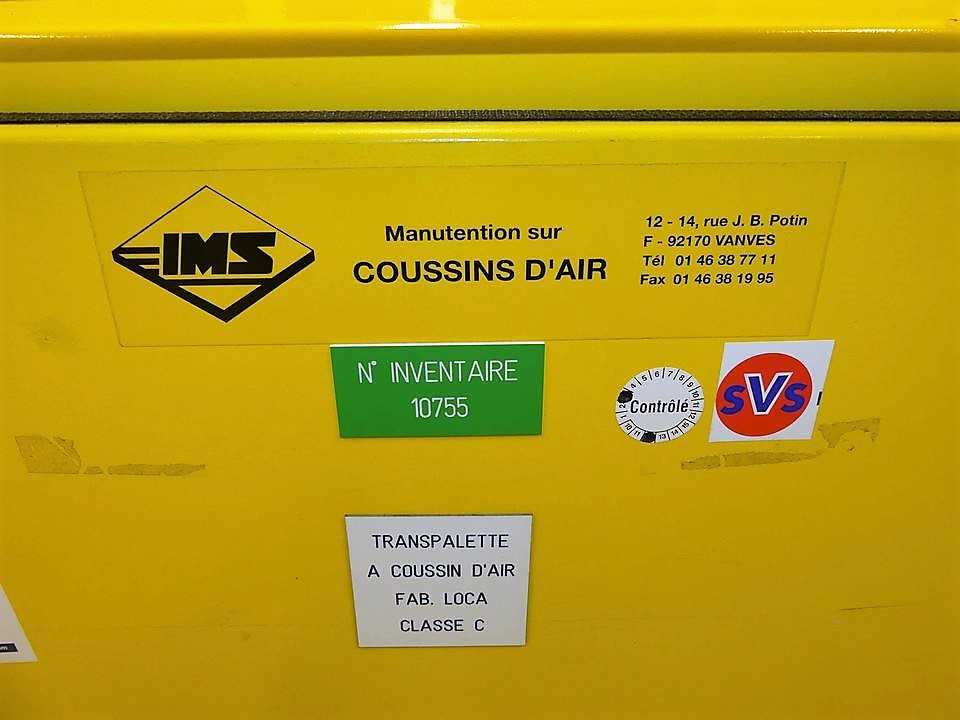 IMS
Manutention sur
COUSSINS D'AIR
12 - 14, rue J. B. Potin
F - 92170 VANVES
Tél 01 46 38 77 11
Fax 01 46 38 19 95
N° INVENTAIRE
10755
Contrôlé
SVS
TRANSPALETTE
A COUSSIN D'AIR
FAB. LOCA
CLASSE C